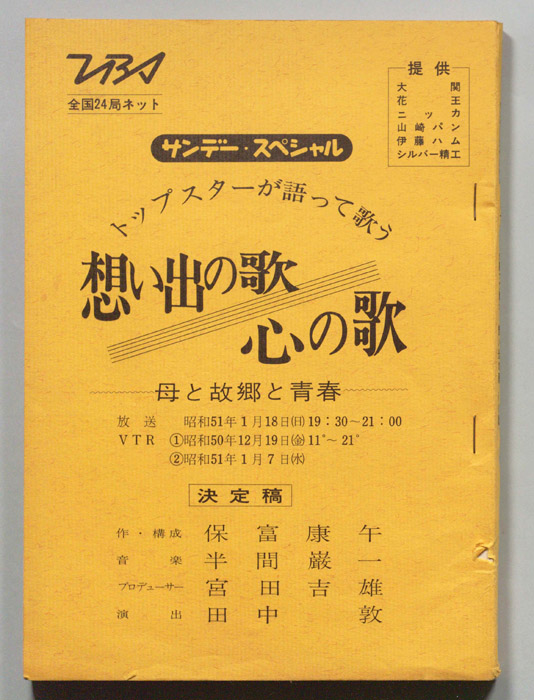 TBS
全国24局ネット
提供
大関
花王
ニッカ
山崎パン
伊藤ハム
シルバー精工
サンデー・スペシャル
トップスターが語って歌う
想い出の歌
心の歌
母と故郷と青春
放送 昭和51年1月18日(日)19:30〜21:00
VTR ①昭和50年12月19日(金)11°〜21°
②昭和51年1月7日(水)
決定稿
作・構成 保富康午
音楽 半間巌一
プロデューサー 宮田吉雄
演出 田中敦